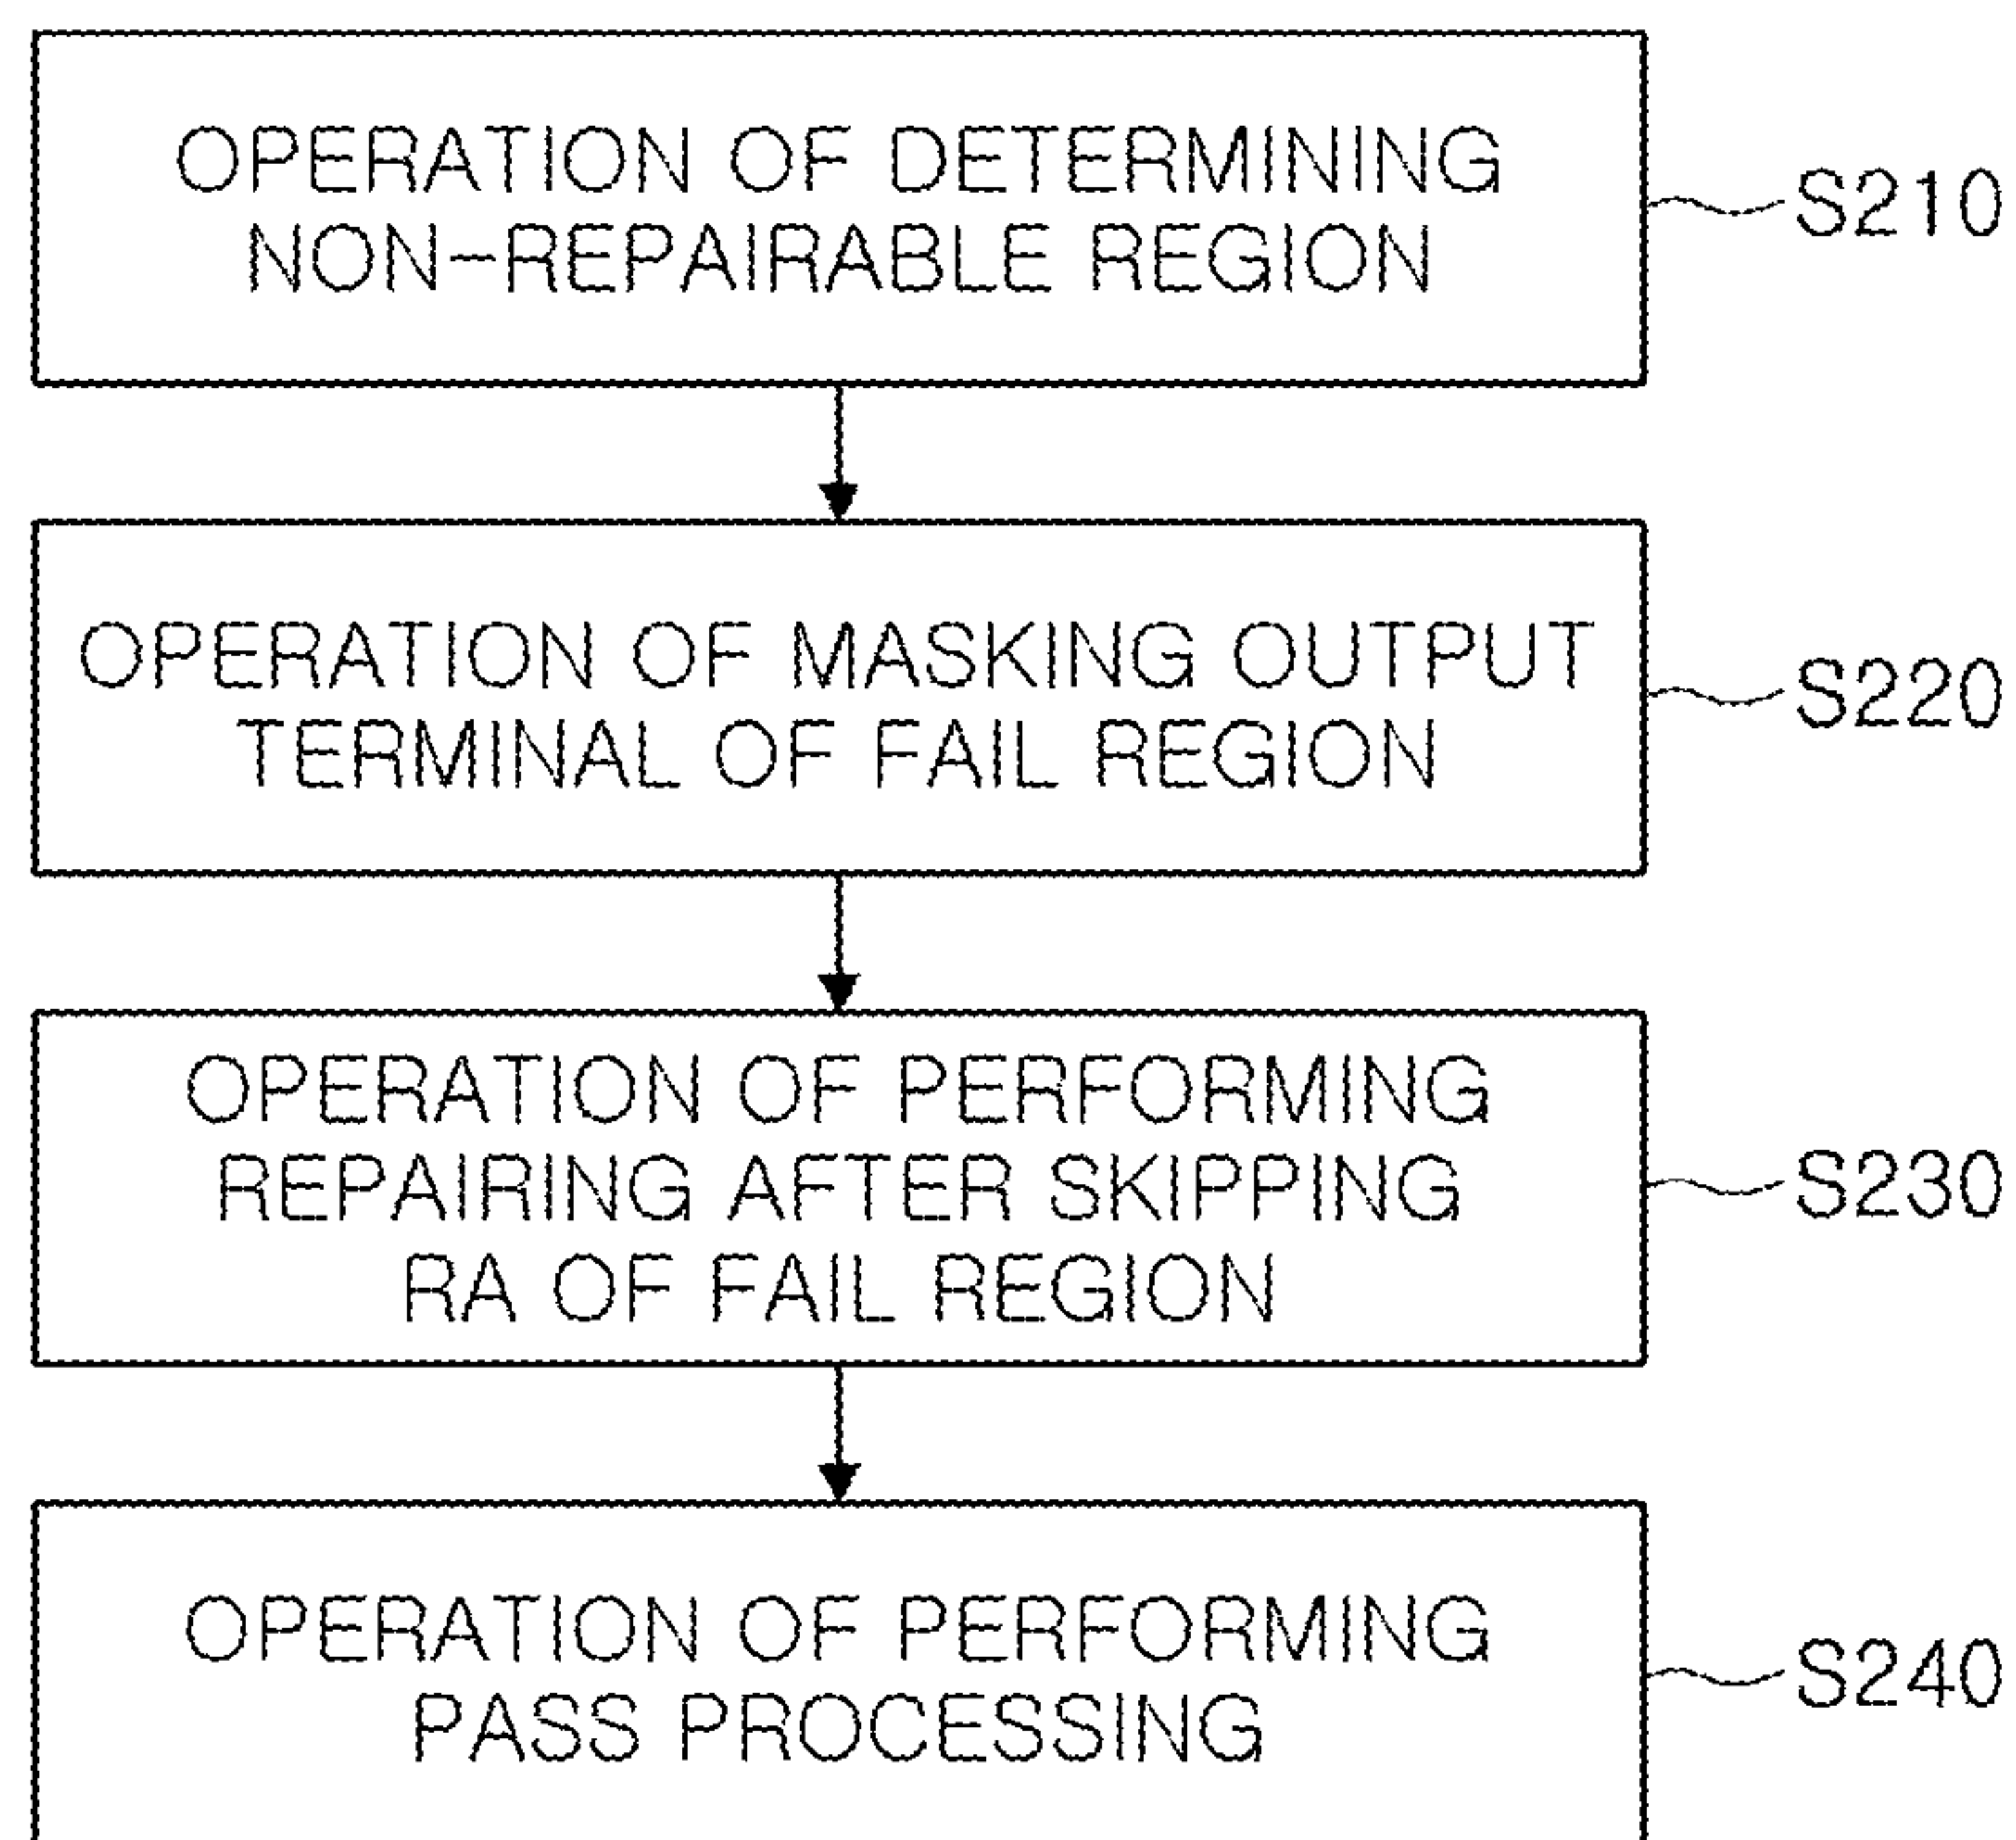 OPERATION OF DETERMINING
NON-REPAIRABLE REGION
S210
OPERATION OF MASKING OUTPUT
TERMINAL OF FAIL REGION
S220
OPERATION OF PERFORMING
REPAIRING AFTER SKIPPING
RA OF FAIL REGION
S230
OPERATION OF PERFORMING
PASS PROCESSING
S240